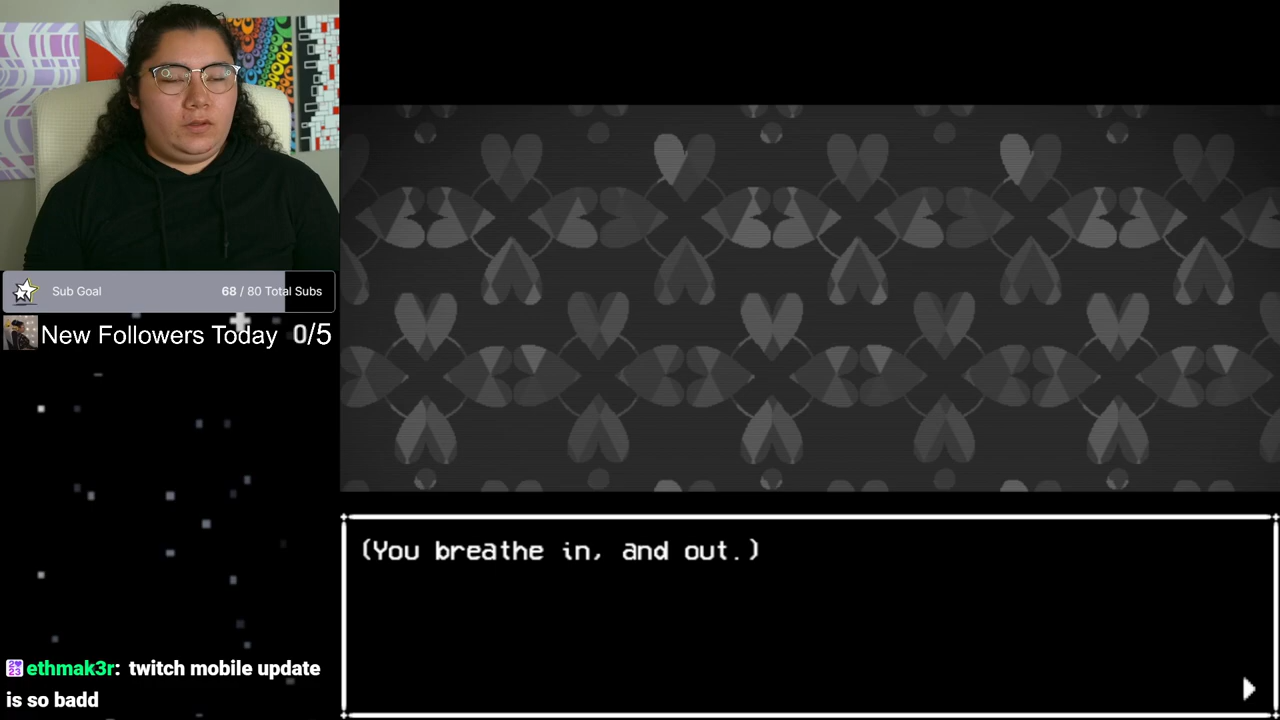 Sub Goal 68 / 80 Total Subs
New Followers Today 0/5
(You breathe in, and out.)
ethmak3r: twitch mobile update
is so badd